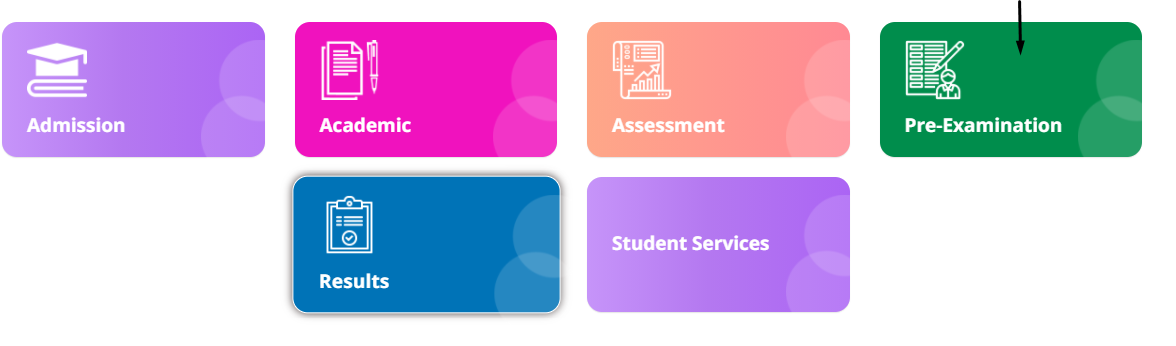 Admission
Academic
Assessment
Pre-Examination
Results
Student Services